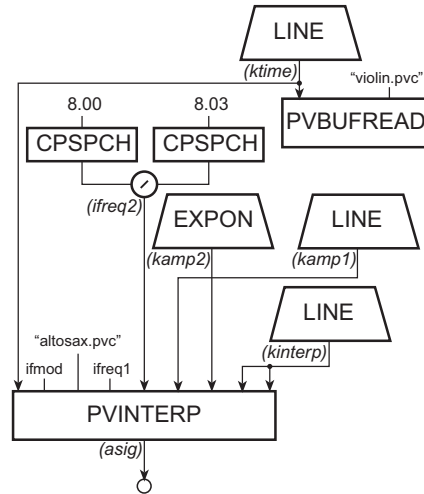 LINE
(ktime)
"violin.pvc"
8.00
8.03
PVBUFREAD
CPSPCH
CPSPCH
(ifreq2)
EXPON
LINE
(kamp2)
(kamp1)
LINE
"altosax.pvc"
(kinterp)
ifmod
ifreq1
PVINTERP
(asig)